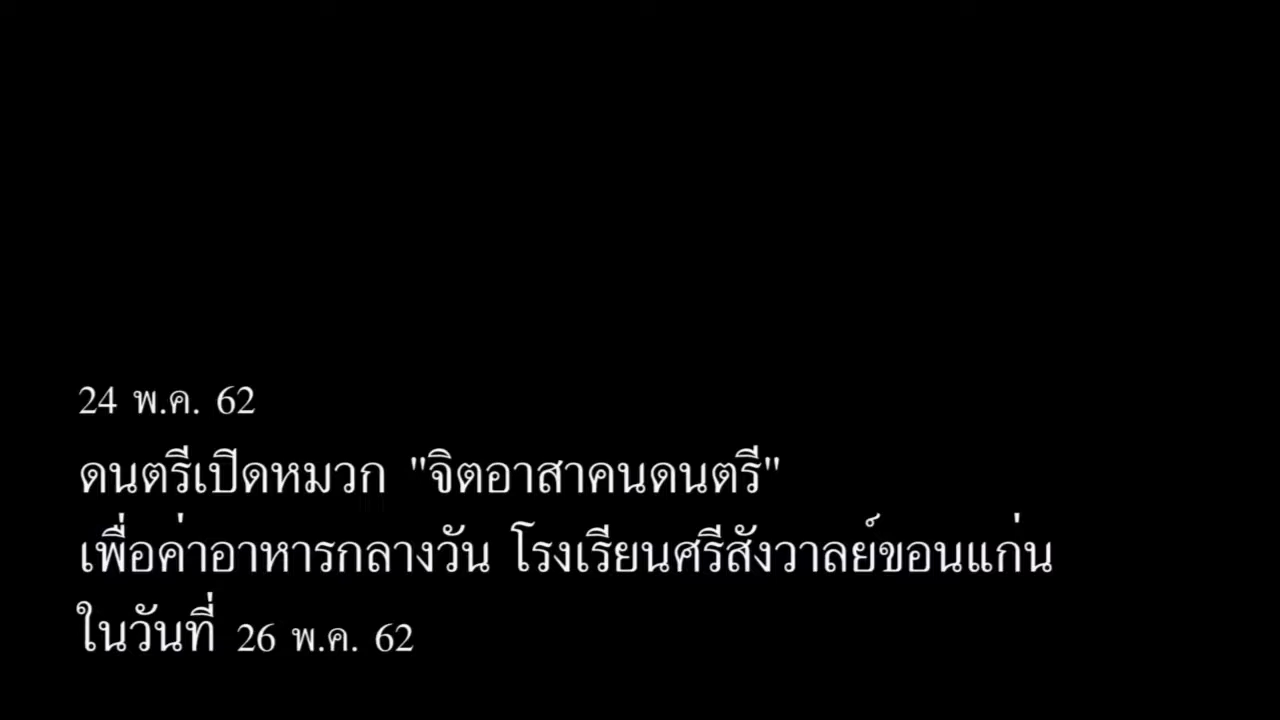 24 พ.ค. 62
ดนตรีเปิดหมวก "จิตอาสาคนดนตรี"
เพื่อค่าอาหารกลางวัน โรงเรียนศรีสังวาลย์ขอนแก่น
ในวันที่ 26 พ.ค. 62